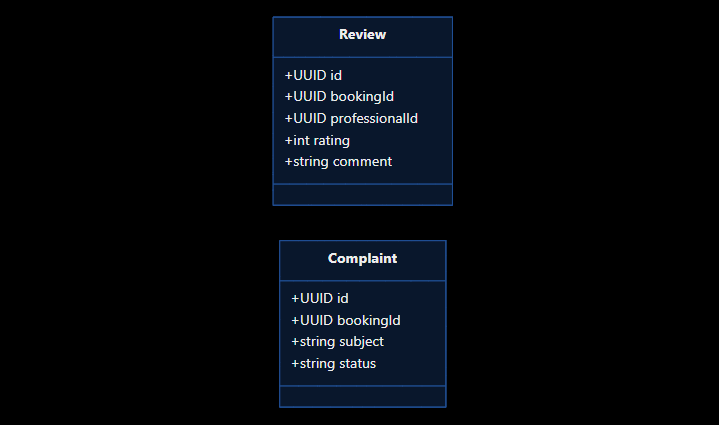 Review
+UUID id
+UUID bookingId
+UUID professionalId
+int rating
+string comment
Complaint
+UUID id
+UUID bookingId
+string subject
+string status